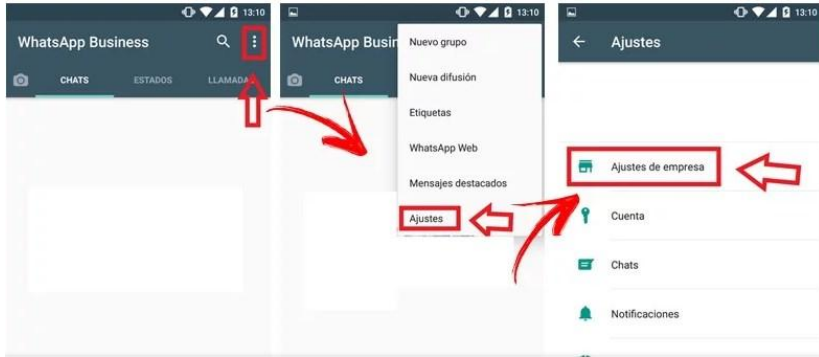 13:10
WhatsApp Business
CHATS
ESTADOS
LLAMADAS
13:10
WhatsApp Busin
CHATS
Nuevo grupo
Nueva difusión
Etiquetas
WhatsApp Web
Mensajes destacados
Ajustes
13:10
Ajustes
Ajustes de empresa
Cuenta
Chats
Notificaciones